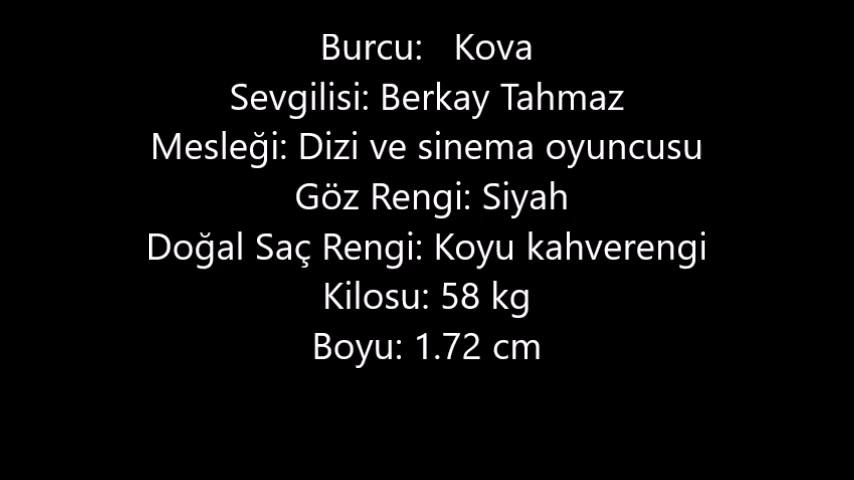 Burcu: Kova
Sevgilisi: Berkay Tahmaz
Mesleği: Dizi ve sinema oyuncusu
Göz Rengi: Siyah
Doğal Saç Rengi: Koyu kahverengi
Kilosu: 58 kg
Boyu: 1.72 cm